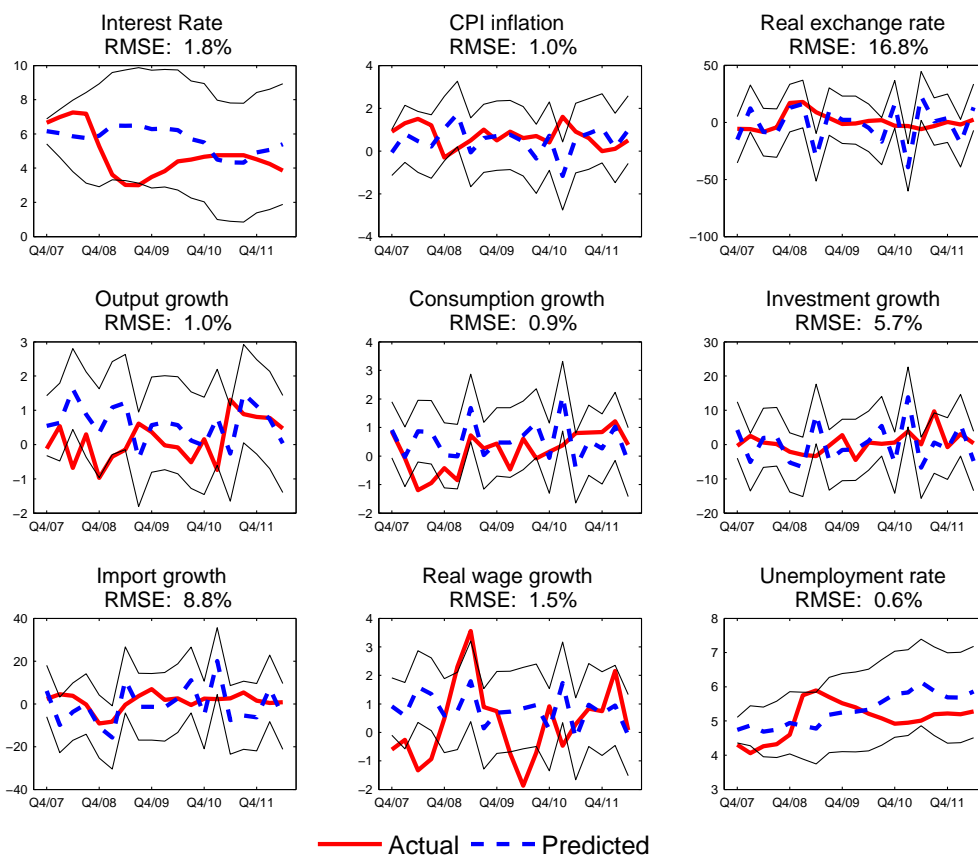 Interest Rate
RMSE: 1.8%
10
8
6
4
2
0
Q4/07 Q4/08 Q4/09 Q4/10 Q4/11
CPI inflation
RMSE: 1.0%
4
2
0
−2
−4
Q4/07 Q4/08 Q4/09 Q4/10 Q4/11
Real exchange rate
RMSE: 16.8%
50
0
−50
−100
Q4/07 Q4/08 Q4/09 Q4/10 Q4/11
Output growth
RMSE: 1.0%
3
2
1
0
−1
−2
Q4/07 Q4/08 Q4/09 Q4/10 Q4/11
Consumption growth
RMSE: 0.9%
4
3
2
1
0
−1
−2
Q4/07 Q4/08 Q4/09 Q4/10 Q4/11
Investment growth
RMSE: 5.7%
30
20
10
0
−10
−20
Q4/07 Q4/08 Q4/09 Q4/10 Q4/11
Import growth
RMSE: 8.8%
40
20
0
−20
−40
Q4/07 Q4/08 Q4/09 Q4/10 Q4/11
Real wage growth
RMSE: 1.5%
4
3
2
1
0
−1
−2
Q4/07 Q4/08 Q4/09 Q4/10 Q4/11
Unemployment rate
RMSE: 0.6%
8
7
6
5
4
3
Q4/07 Q4/08 Q4/09 Q4/10 Q4/11
Actual Predicted